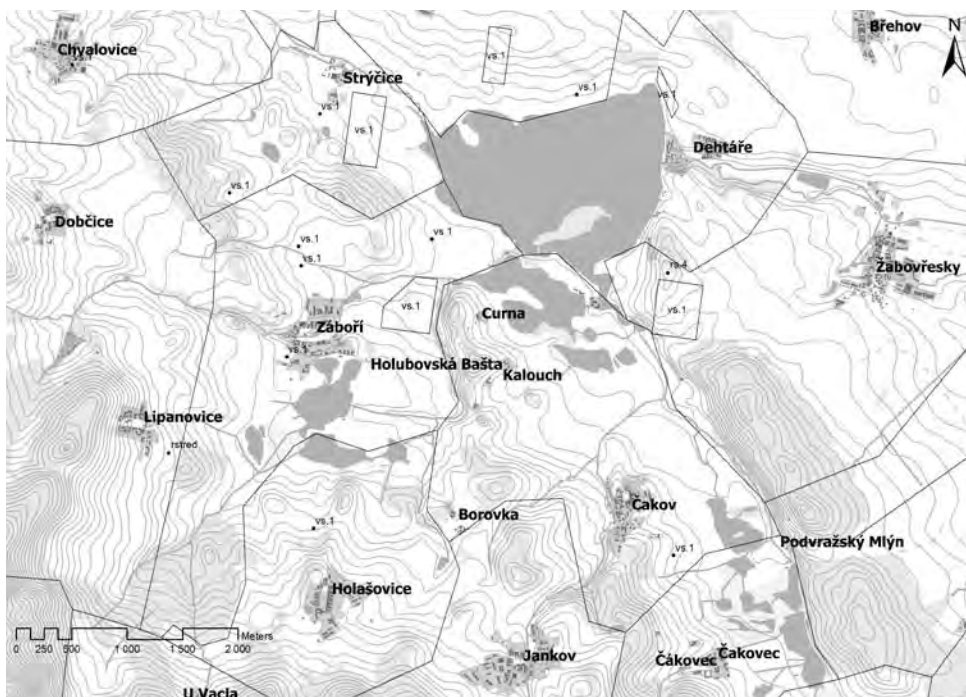 Břehov
Chvalovice
N
Strýčice
vs.1
vs.1
vs.1
vs.1
vs.1
Dehtáře
vs.1
Dobčice
vs.1
vs.1
vs.1
Žabovřesky
rs.4
vs.1
vs.1
Curna
Záboří
vs.1
Holubovská Bašta
Kalouch
Lipanovice
rstred
Čakov
Borovka
vs.1
Podvražský Mlýn
vs.1
Holašovice
Meters
0 250 500 1 000 1 500 2 000
Jankov
Čákovec
Čakovec
U Vacla